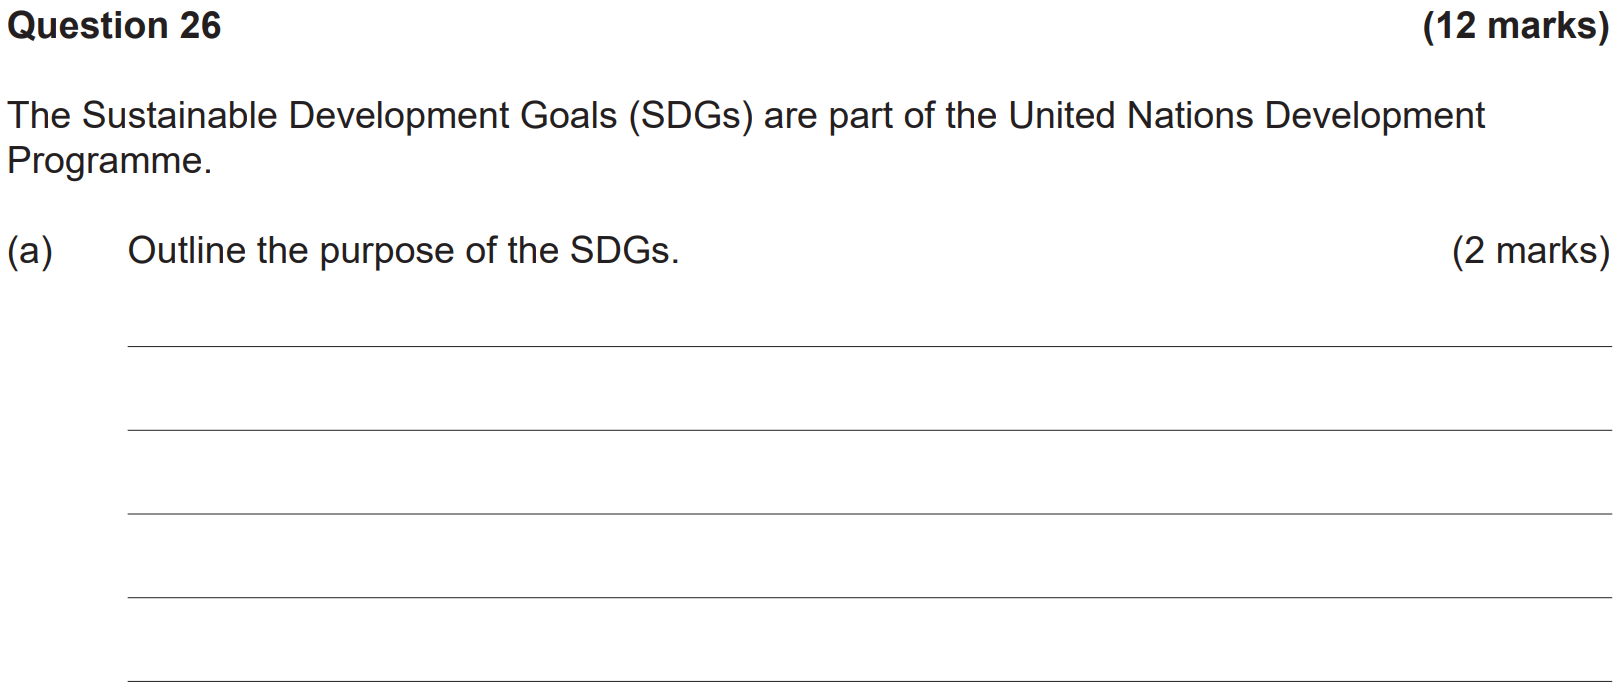 Question 26 (12 marks)
The Sustainable Development Goals (SDGs) are part of the United Nations Development
Programme.
(a) Outline the purpose of the SDGs. (2 marks)